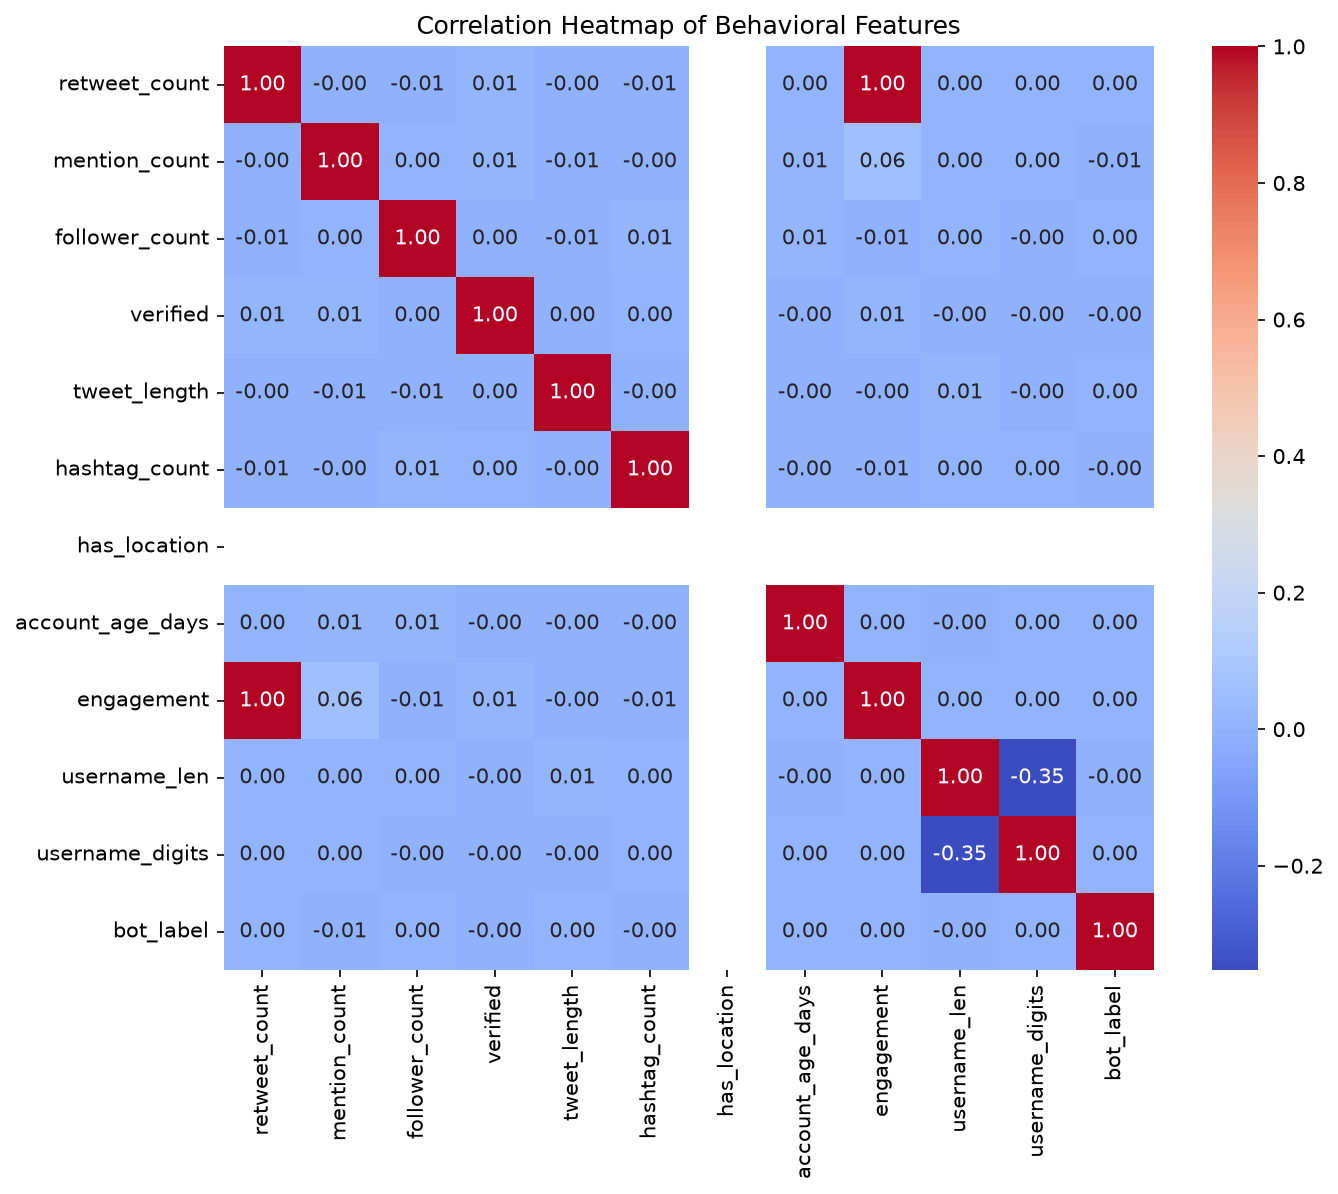 Correlation Heatmap of Behavioral Features
retweet_count 1.00 -0.00 -0.01 0.01 -0.00 -0.01 0.00 1.00 0.00 0.00 0.00
mention_count -0.00 1.00 0.00 0.01 -0.01 -0.00 0.01 0.06 0.00 0.00 -0.01
follower_count -0.01 0.00 1.00 0.00 -0.01 0.01 0.01 -0.01 0.00 -0.00 0.00
verified 0.01 0.01 0.00 1.00 0.00 0.00 -0.00 0.01 -0.00 -0.00 -0.00
tweet_length -0.00 -0.01 -0.01 0.00 1.00 -0.00 -0.00 -0.00 0.01 -0.00 0.00
hashtag_count -0.01 -0.00 0.01 0.00 -0.00 1.00 -0.00 -0.01 0.00 0.00 -0.00
has_location
account_age_days 0.00 0.01 0.01 -0.00 -0.00 -0.00 1.00 0.00 -0.00 0.00 0.00
engagement 1.00 0.06 -0.01 0.01 -0.00 -0.01 0.00 1.00 0.00 0.00 0.00
username_len 0.00 0.00 0.00 -0.00 0.01 0.00 -0.00 0.00 1.00 -0.35 -0.00
username_digits 0.00 0.00 -0.00 -0.00 -0.00 0.00 0.00 0.00 -0.35 1.00 0.00
bot_label 0.00 -0.01 0.00 -0.00 0.00 -0.00 0.00 0.00 -0.00 0.00 1.00
retweet_count
mention_count
follower_count
verified
tweet_length
hashtag_count
has_location
account_age_days
engagement
username_len
username_digits
bot_label
1.0
0.8
0.6
0.4
0.2
0.0
−0.2